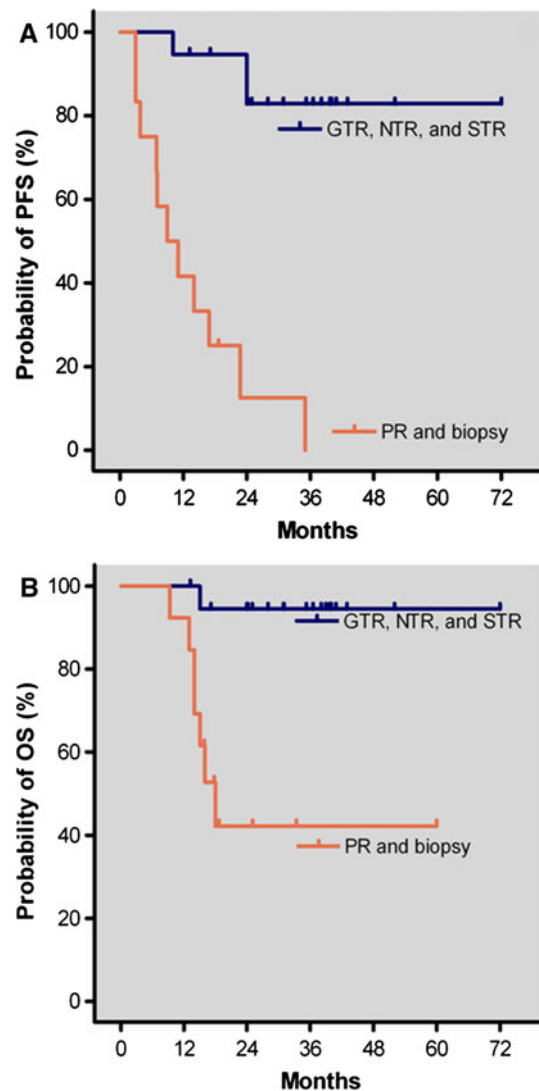 A
Probability of PFS (%)
100
80
60
40
20
0
GTR, NTR, and STR
PR and biopsy
0 12 24 36 48 60 72
Months
B
Probability of OS (%)
100
80
60
40
20
0
GTR, NTR, and STR
PR and biopsy
0 12 24 36 48 60 72
Months